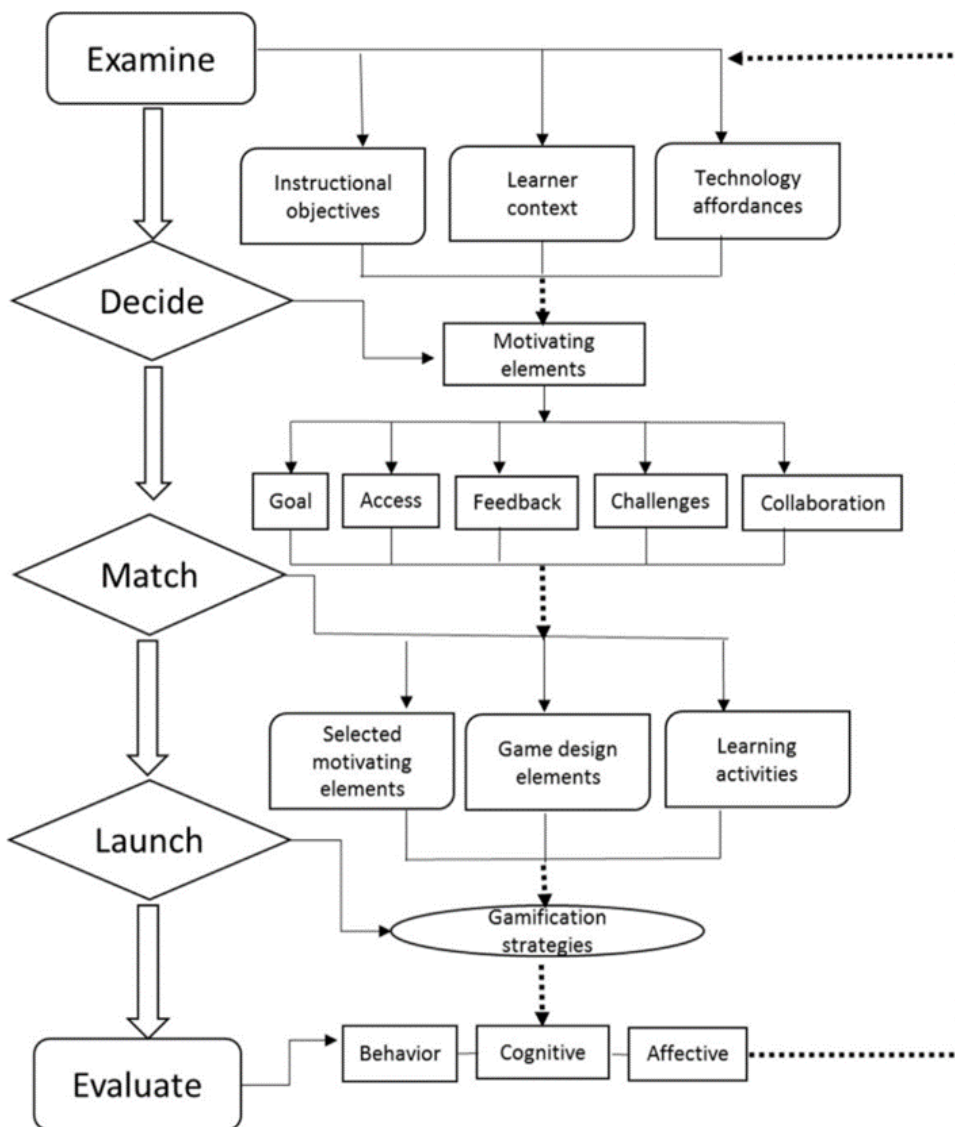 Examine
Instructional
objectives
Learner
context
Technology
affordances
Decide
Motivating
elements
Goal
Access
Feedback
Challenges
Collaboration
Match
Selected
motivating
elements
Game design
elements
Learning
activities
Launch
Gamification
strategies
Evaluate
Behavior
Cognitive
Affective